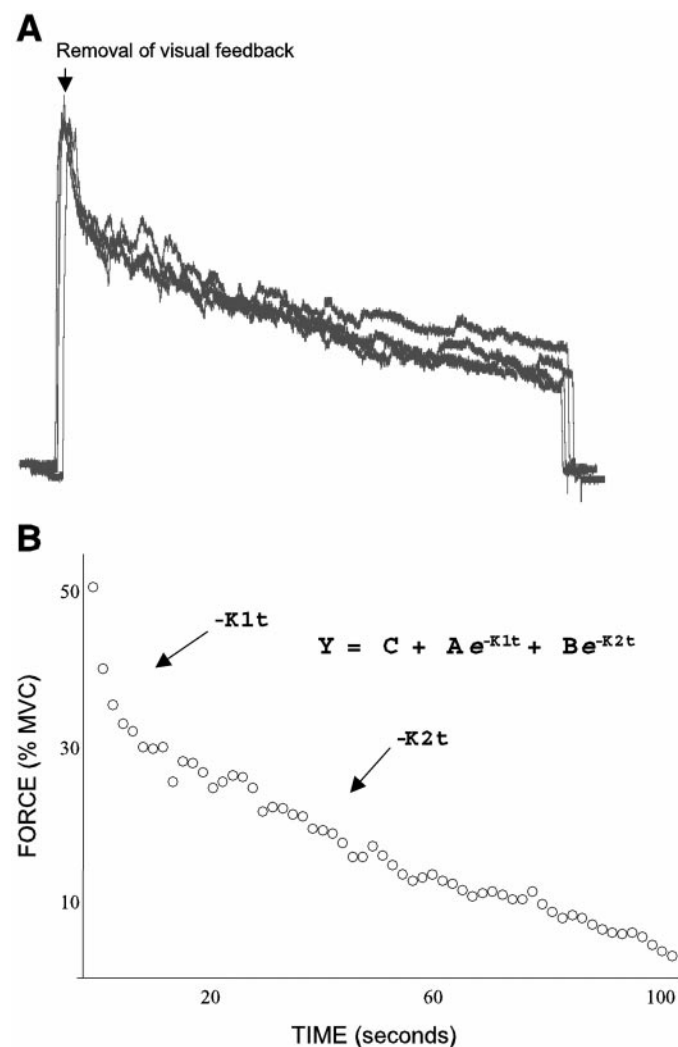 A
Removal of visual feedback
B
50
-K1t
Y = C + Ae^-K1t + Be^-K2t
30
-K2t
FORCE (% MVC)
10
20 60 100
TIME (seconds)